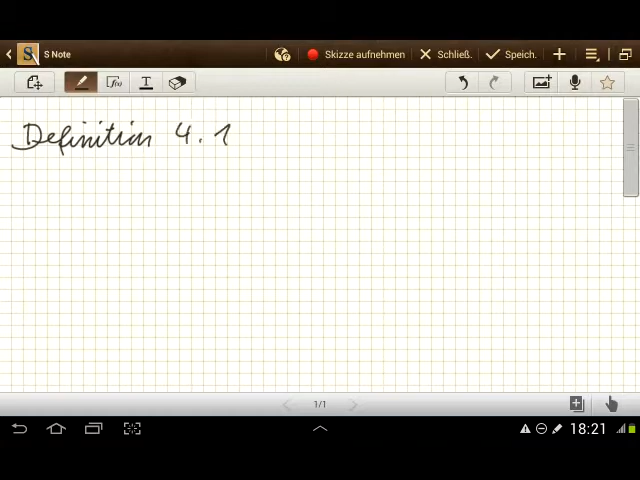 S Note
Skizze aufnehmen
Schließ.
Speich.
f(x)
T
Definition 4.1
1/1
18:21